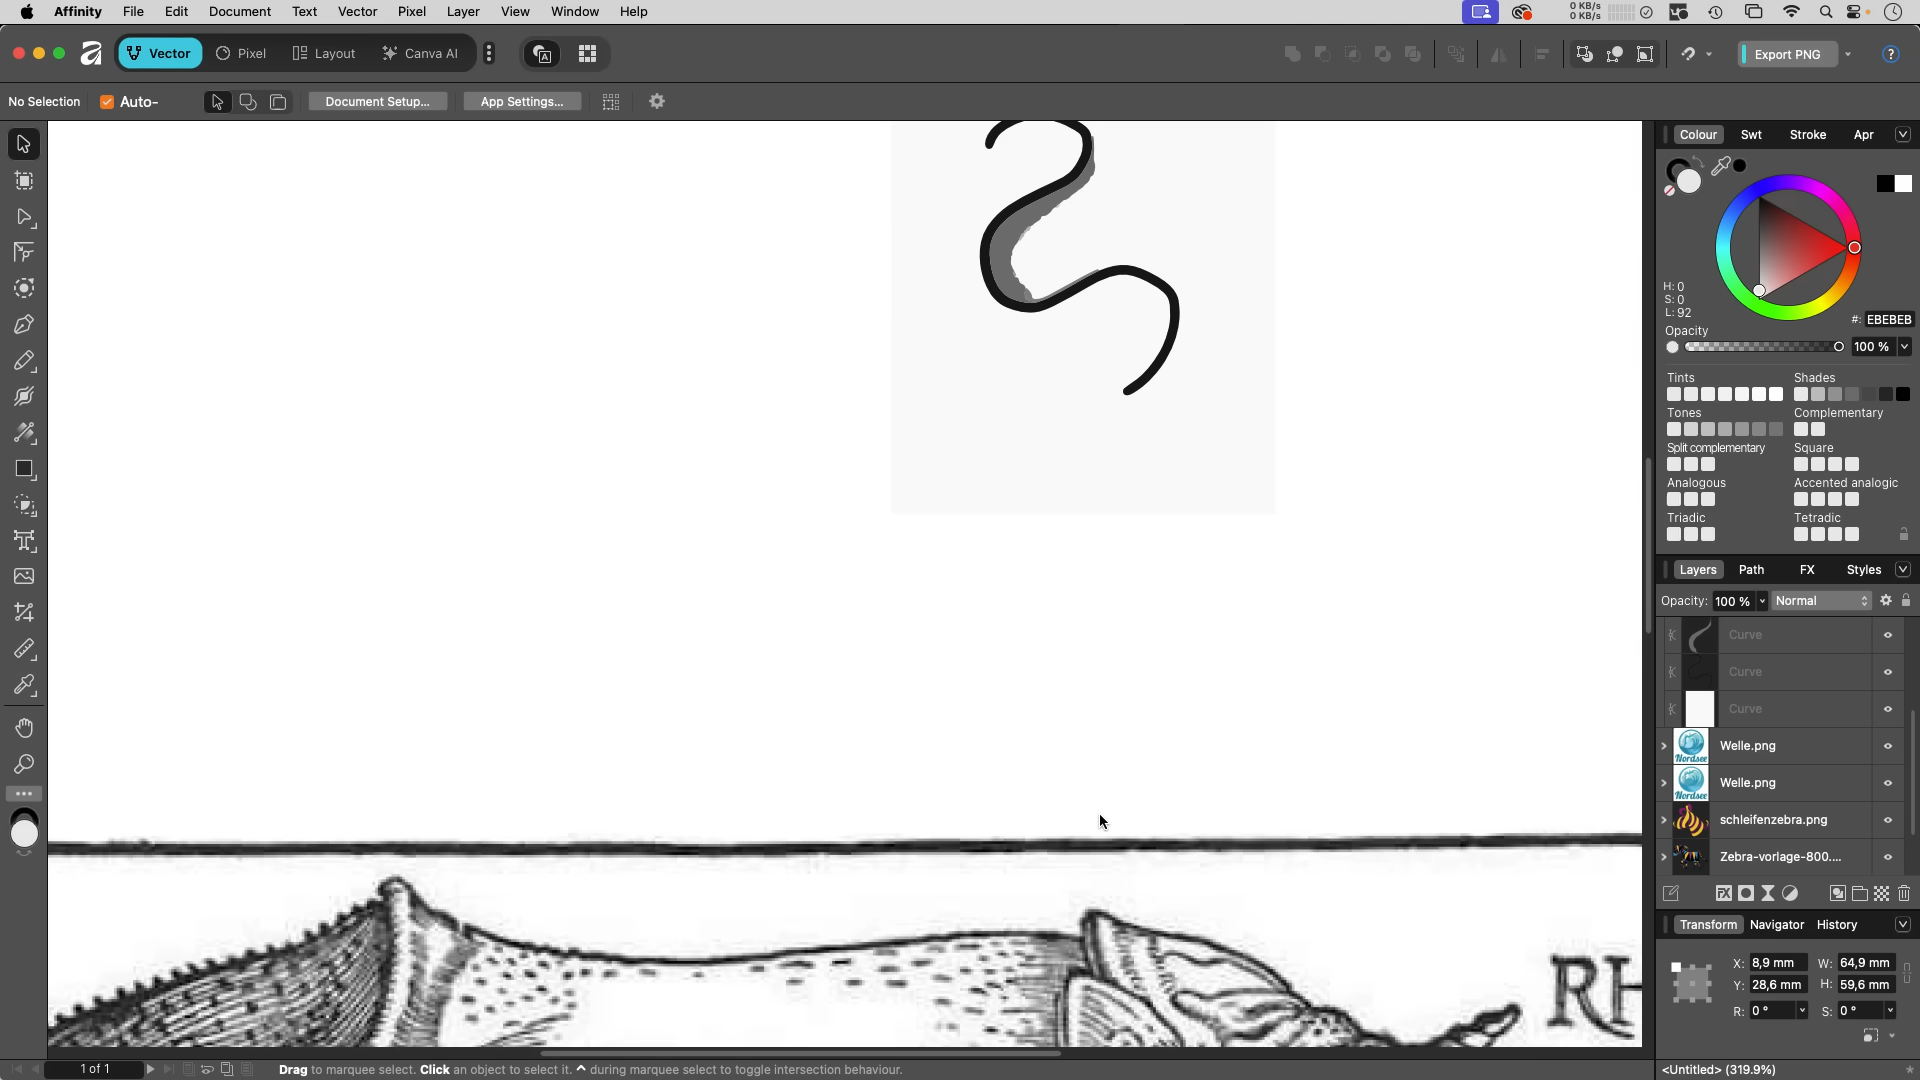 Affinity File Edit Document Text Vector Pixel Layer View Window Help
0 KB/s
0 KB/s
Vector Pixel Layout Canva AI
Export PNG
?
No Selection Auto- Document Setup... App Settings...
Colour Swt Stroke Apr
H: 0
S: 0
L: 92
#: EBEBEB
Opacity
100 %
Tints Shades
Tones Complementary
Split complementary Square
Analogous Accented analogic
Triadic Tetradic
Layers Path FX Styles
Opacity: 100 % Normal
Curve
Curve
Curve
Welle.png
Nordsee
Welle.png
Nordsee
schleifenzebra.png
Zebra-vorlage-800....
FX
Transform Navigator History
X: 8,9 mm W: 64,9 mm
Y: 28,6 mm H: 59,6 mm
R: 0 ° S: 0 °
RH
1 of 1
Drag to marquee select. Click an object to select it. ⌃ during marquee select to toggle intersection behaviour.
<Untitled> (319.9%)